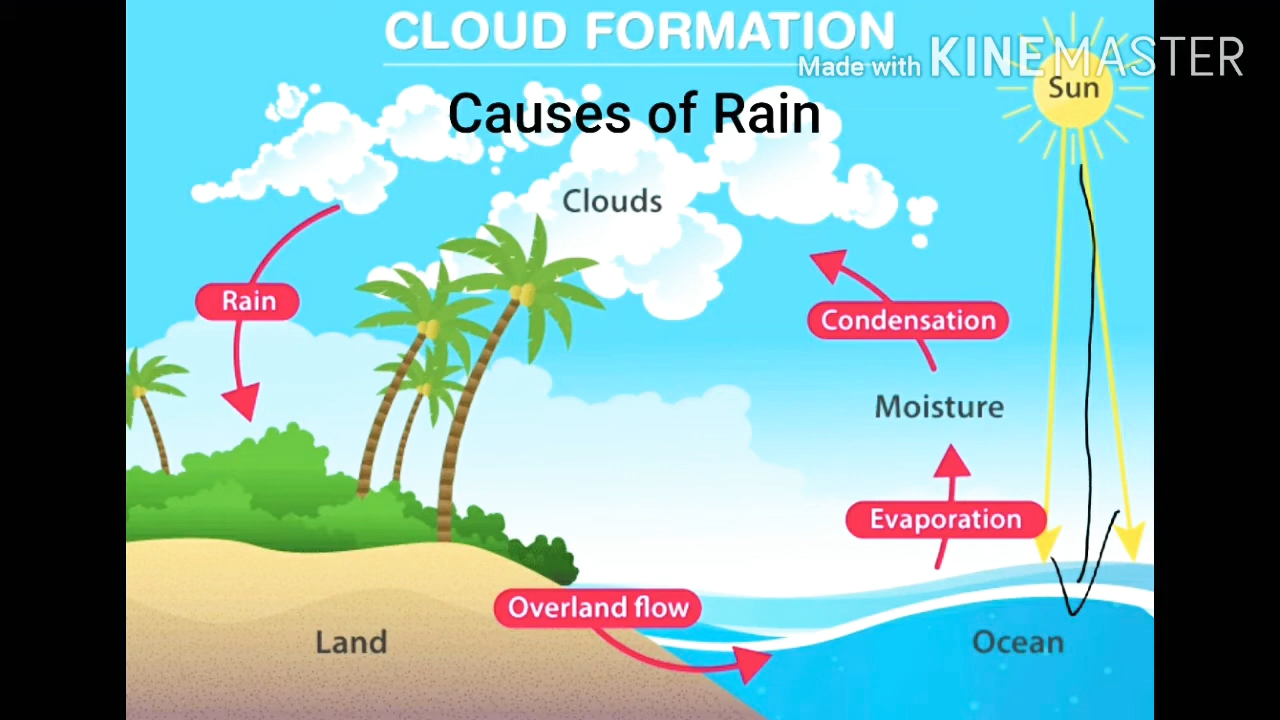 CLOUD FORMATION
Made with KINEMASTER
Sun
Causes of Rain
Clouds
Rain
Condensation
Moisture
Evaporation
Overland flow
Land
Ocean